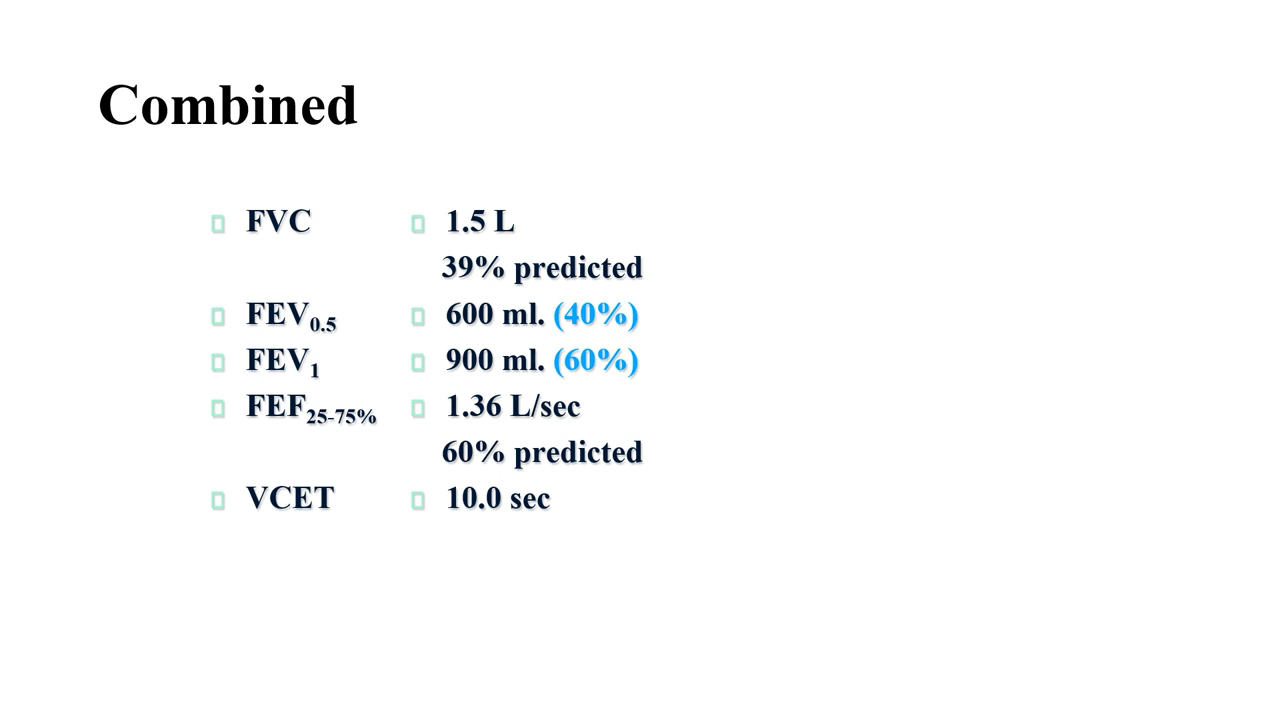 Combined
FVC 1.5 L
39% predicted
FEV0.5 600 ml. (40%)
FEV1 900 ml. (60%)
FEF25-75% 1.36 L/sec
60% predicted
VCET 10.0 sec